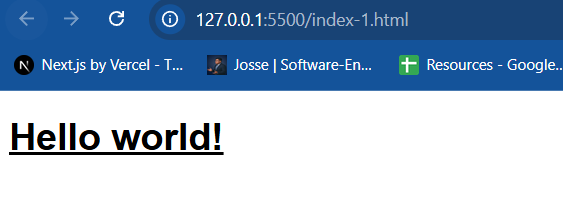 127.0.0.1:5500/index-1.html
Next.js by Vercel - T... Josse | Software-En... Resources - Google...
Hello world!